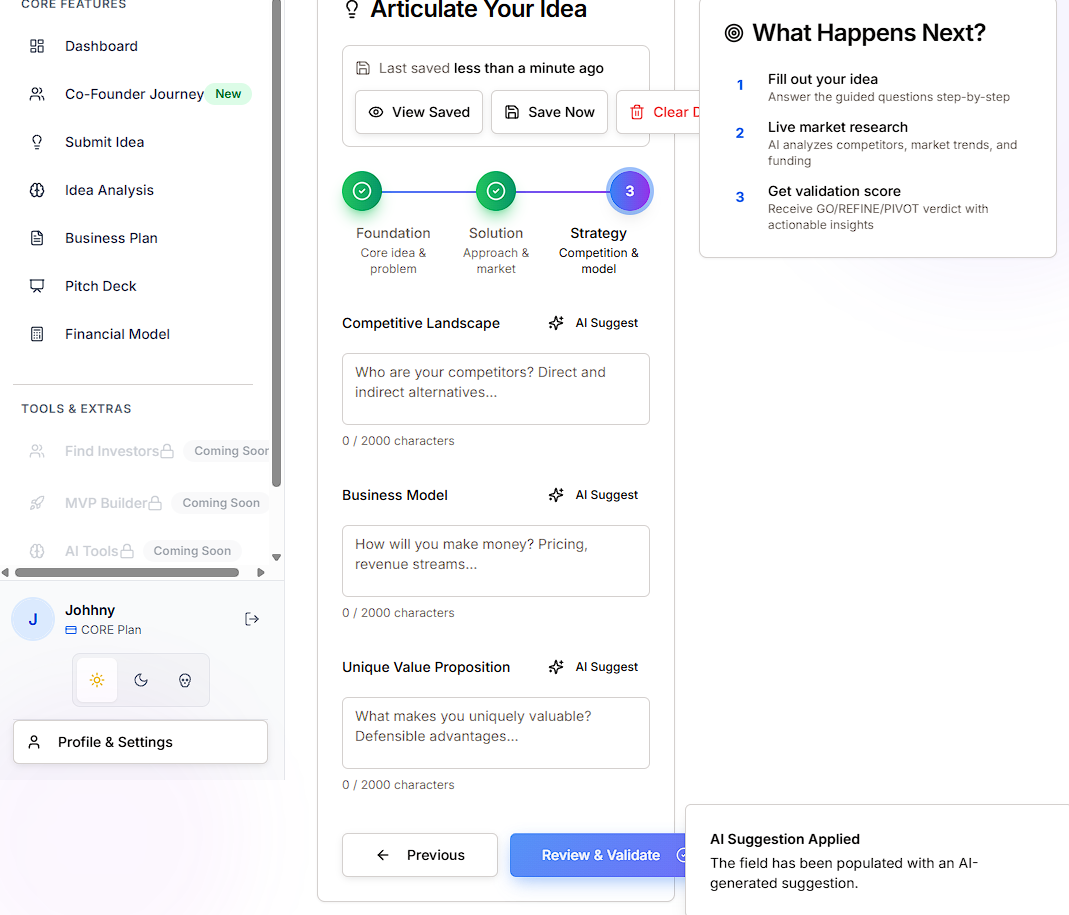 CORE FEATURES
Dashboard
Co-Founder Journey New
Submit Idea
Idea Analysis
Business Plan
Pitch Deck
Financial Model
TOOLS & EXTRAS
Find Investors Coming Soon
MVP Builder Coming Soon
AI Tools Coming Soon
J
Johhny
CORE Plan
Profile & Settings
Articulate Your Idea
Last saved less than a minute ago
View Saved
Save Now
Clear D
3
Foundation
Core idea &
problem
Solution
Approach &
market
Strategy
Competition &
model
Competitive Landscape
AI Suggest
Who are your competitors? Direct and
indirect alternatives...
0 / 2000 characters
Business Model
AI Suggest
How will you make money? Pricing,
revenue streams...
0 / 2000 characters
Unique Value Proposition
AI Suggest
What makes you uniquely valuable?
Defensible advantages...
0 / 2000 characters
Previous
Review & Validate
What Happens Next?
1
Fill out your idea
Answer the guided questions step-by-step
2
Live market research
AI analyzes competitors, market trends, and
funding
3
Get validation score
Receive GO/REFINE/PIVOT verdict with
actionable insights
AI Suggestion Applied
The field has been populated with an AI-
generated suggestion.